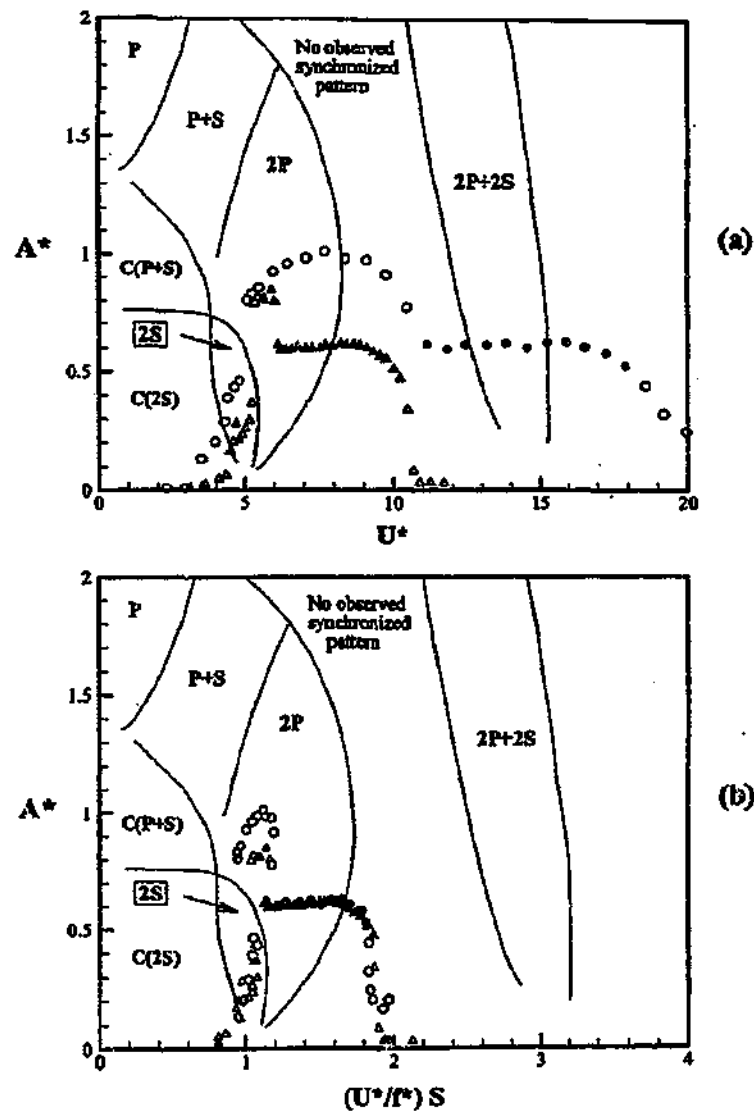 2
P
No observed
synchronized
pattern
1.5
P+S
2P
2P+2S
A*
1
(a)
C(P+S)
2S
0.5
C(2S)
0
0
5
10
15
20
U*
2
P
No observed
synchronized
pattern
1.5
P+S
2P
2P+2S
A*
1
(b)
C(P+S)
2S
0.5
C(2S)
0
0
1
2
3
4
(U*/f*) S